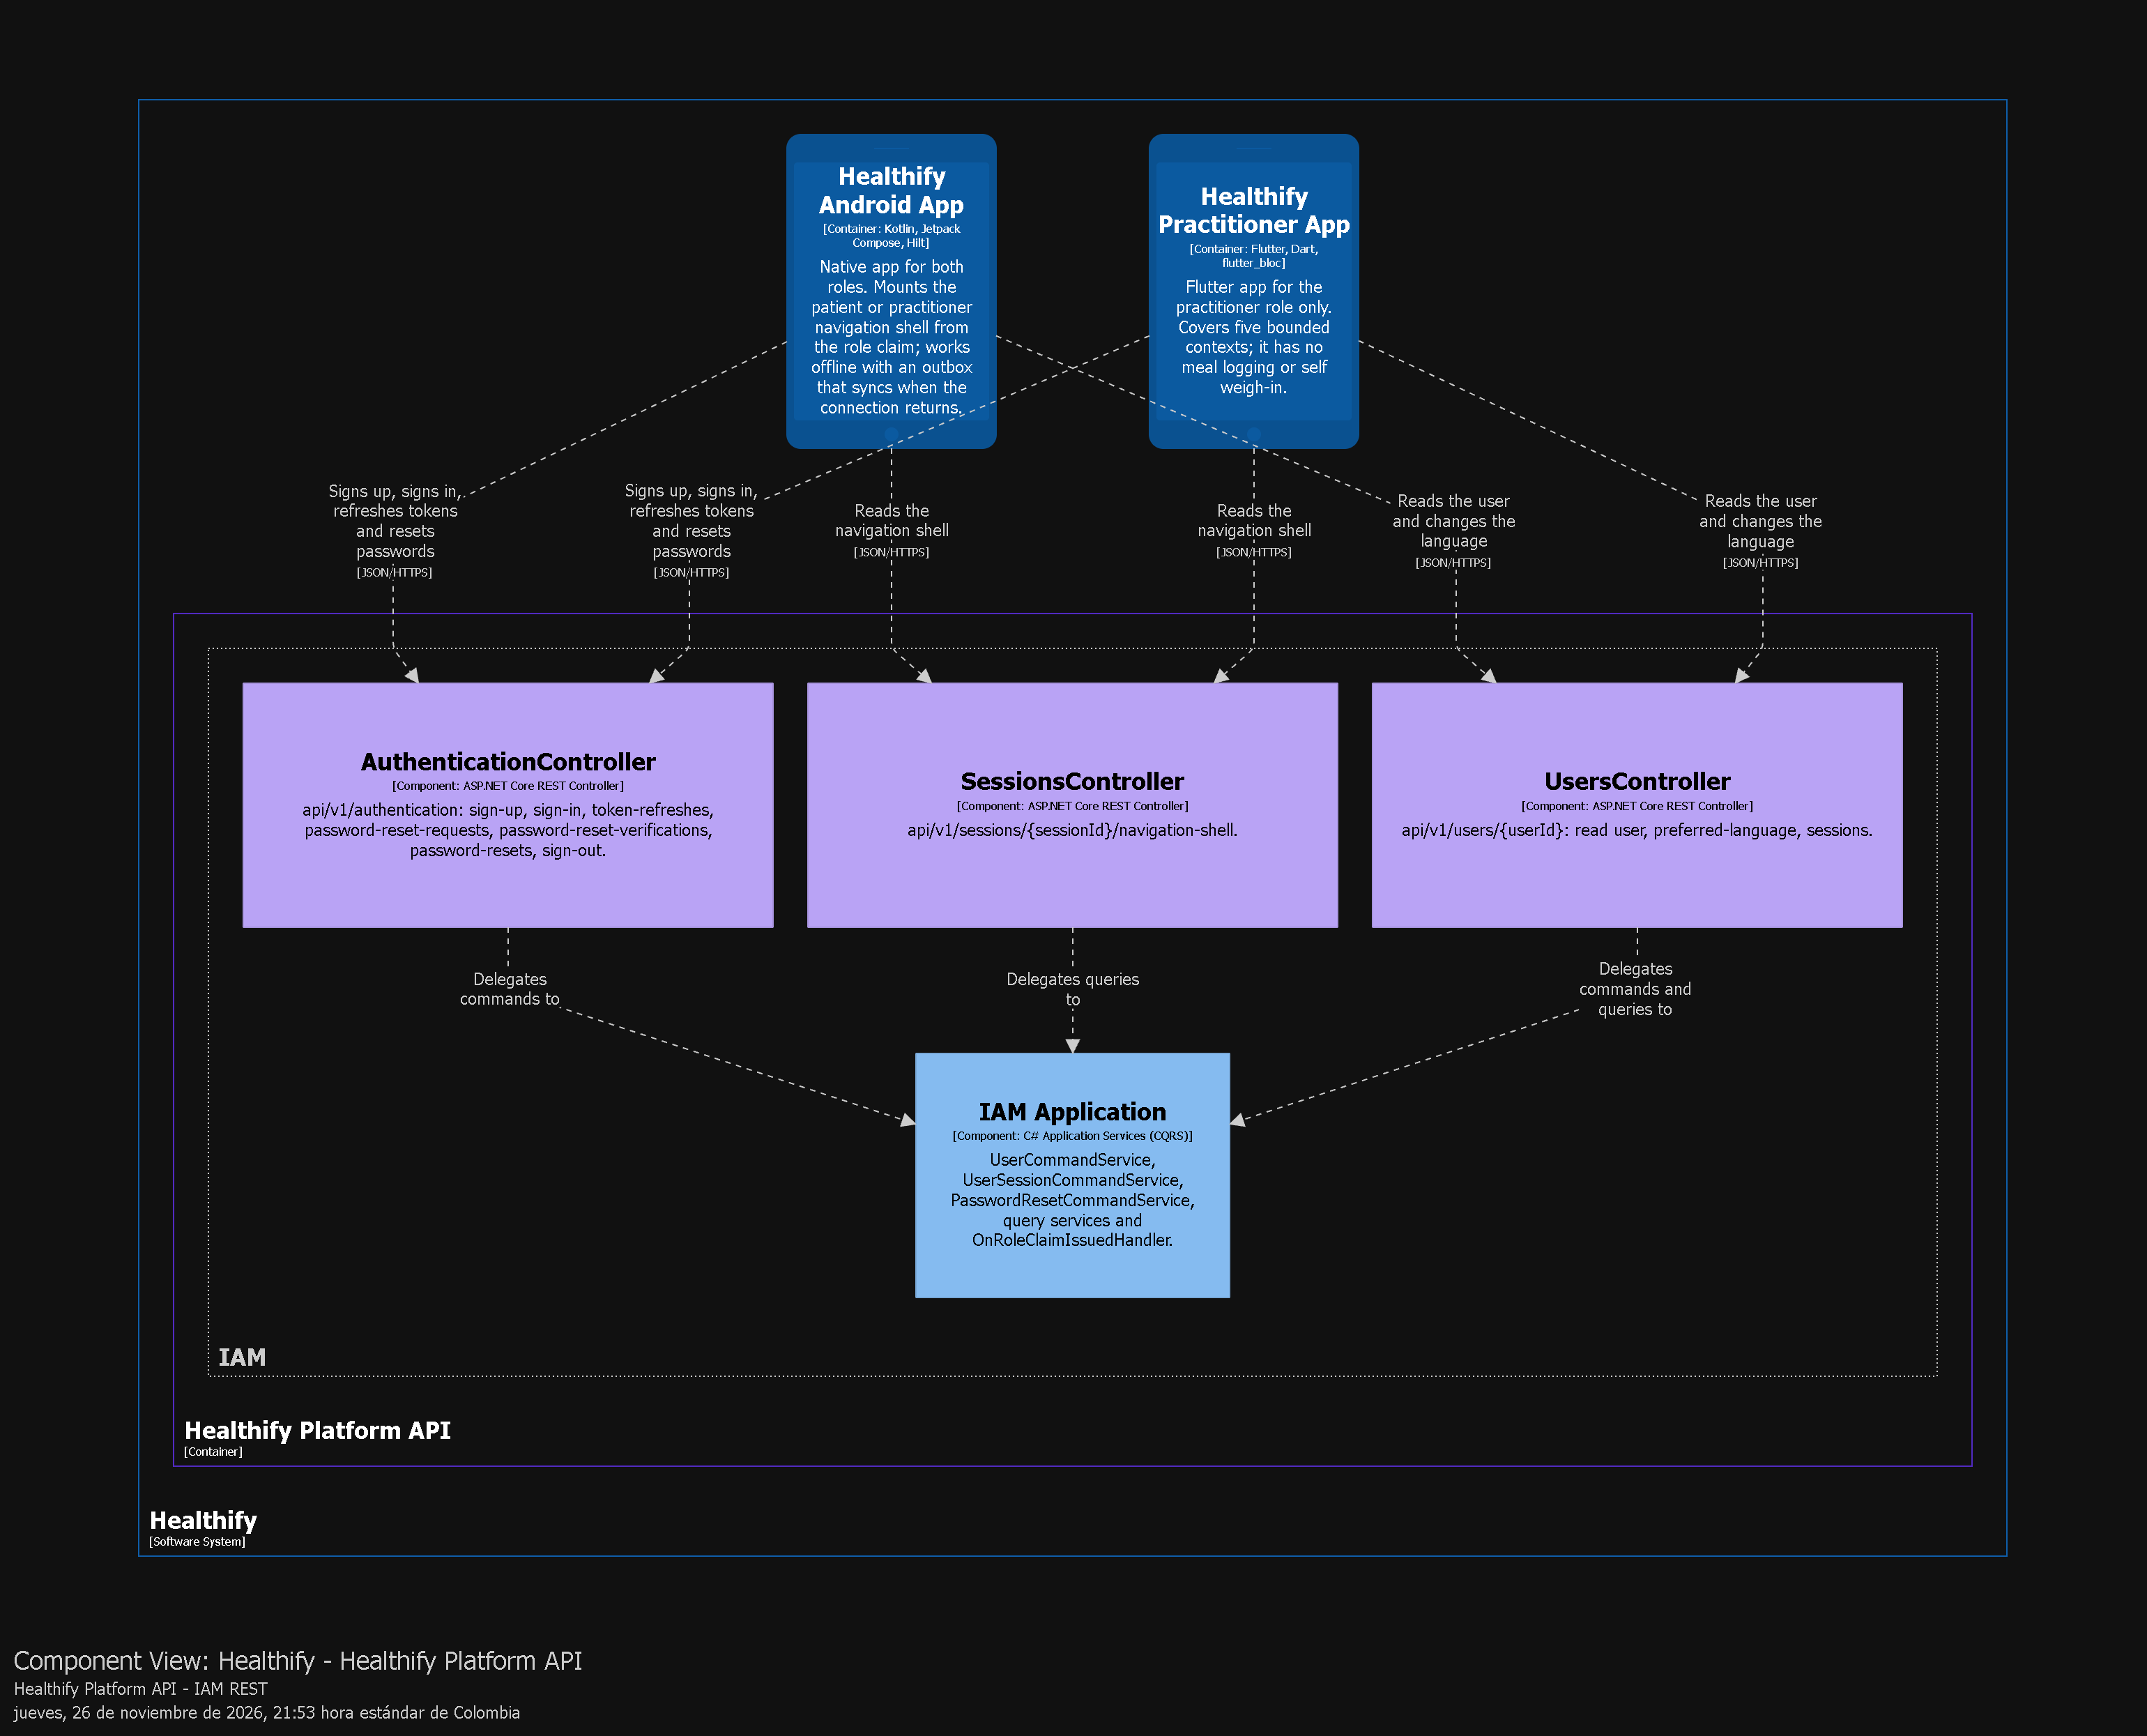 Healthify
Android App
[Container: Kotlin, Jetpack
Compose, Hilt]
Native app for both
roles. Mounts the
patient or practitioner
navigation shell from
the role claim; works
offline with an outbox
that syncs when the
connection returns.
Healthify
Practitioner App
[Container: Flutter, Dart,
flutter_bloc]
Flutter app for the
practitioner role only.
Covers five bounded
contexts; it has no
meal logging or self
weigh-in.
Signs up, signs in,
refreshes tokens
and resets
passwords
[JSON/HTTPS]
Signs up, signs in,
refreshes tokens
and resets
passwords
[JSON/HTTPS]
Reads the
navigation shell
[JSON/HTTPS]
Reads the
navigation shell
[JSON/HTTPS]
Reads the user
and changes the
language
[JSON/HTTPS]
Reads the user
and changes the
language
[JSON/HTTPS]
AuthenticationController
[Component: ASP.NET Core REST Controller]
api/v1/authentication: sign-up, sign-in, token-refreshes,
password-reset-requests, password-reset-verifications,
password-resets, sign-out.
SessionsController
[Component: ASP.NET Core REST Controller]
api/v1/sessions/{sessionId}/navigation-shell.
UsersController
[Component: ASP.NET Core REST Controller]
api/v1/users/{userId}: read user, preferred-language, sessions.
Delegates
commands to
Delegates queries
to
Delegates
commands and
queries to
IAM Application
[Component: C# Application Services (CQRS)]
UserCommandService,
UserSessionCommandService,
PasswordResetCommandService,
query services and
OnRoleClaimIssuedHandler.
IAM
Healthify Platform API
[Container]
Healthify
[Software System]
Component View: Healthify - Healthify Platform API
Healthify Platform API - IAM REST
jueves, 26 de noviembre de 2026, 21:53 hora estándar de Colombia